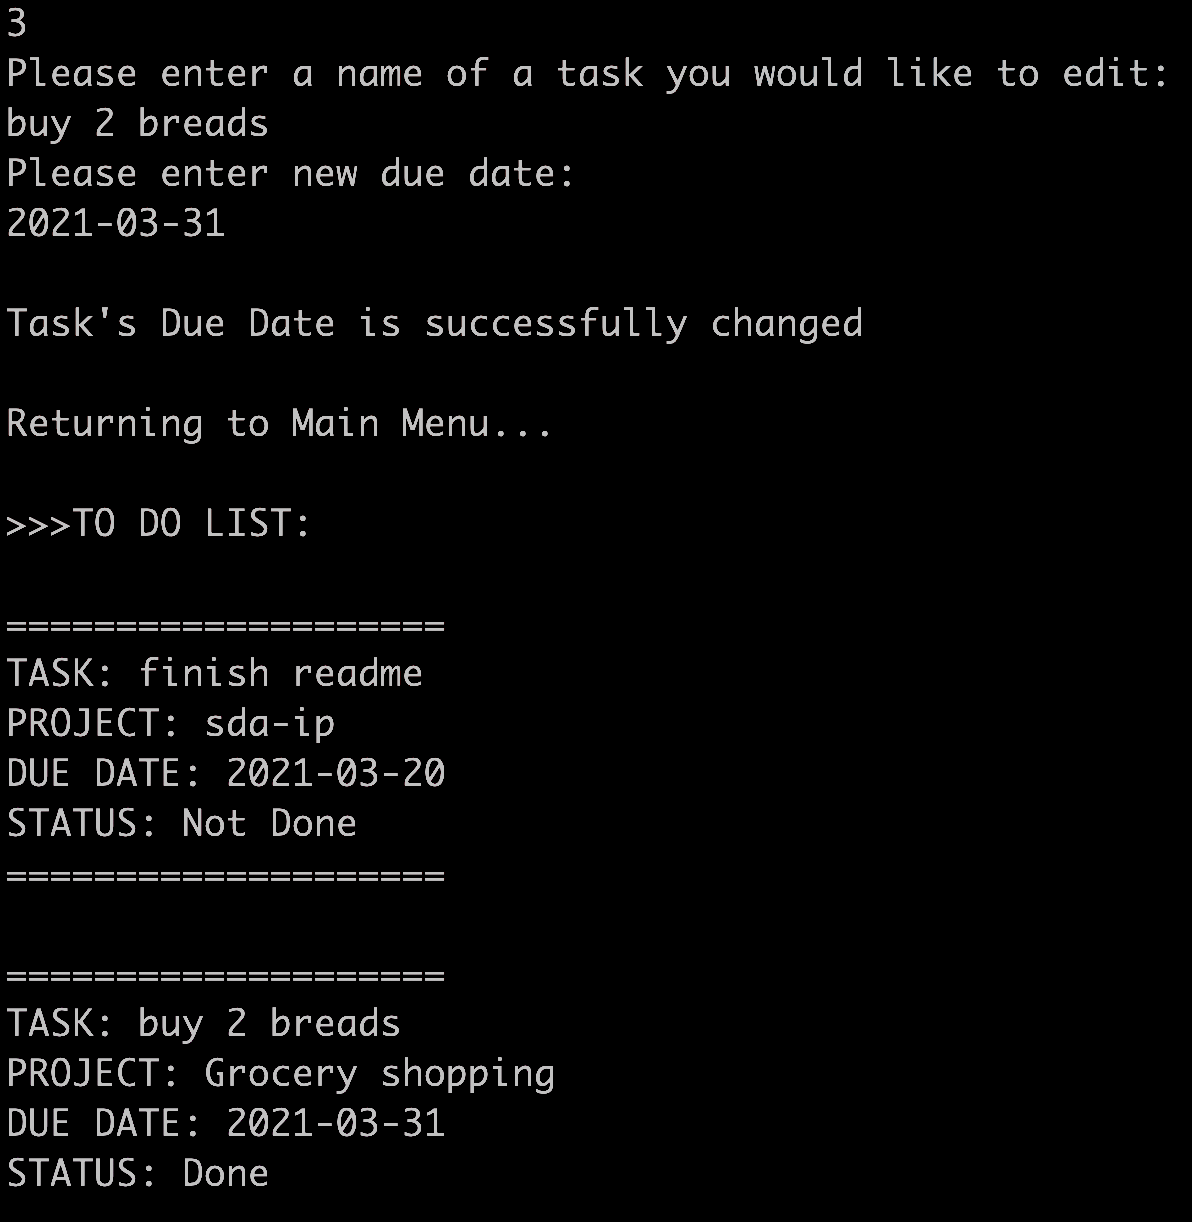 3
Please enter a name of a task you would like to edit:
buy 2 breads
Please enter new due date:
2021-03-31
Task's Due Date is successfully changed
Returning to Main Menu...
>>>TO DO LIST:
====================
TASK: finish readme
PROJECT: sda-ip
DUE DATE: 2021-03-20
STATUS: Not Done
====================
====================
TASK: buy 2 breads
PROJECT: Grocery shopping
DUE DATE: 2021-03-31
STATUS: Done